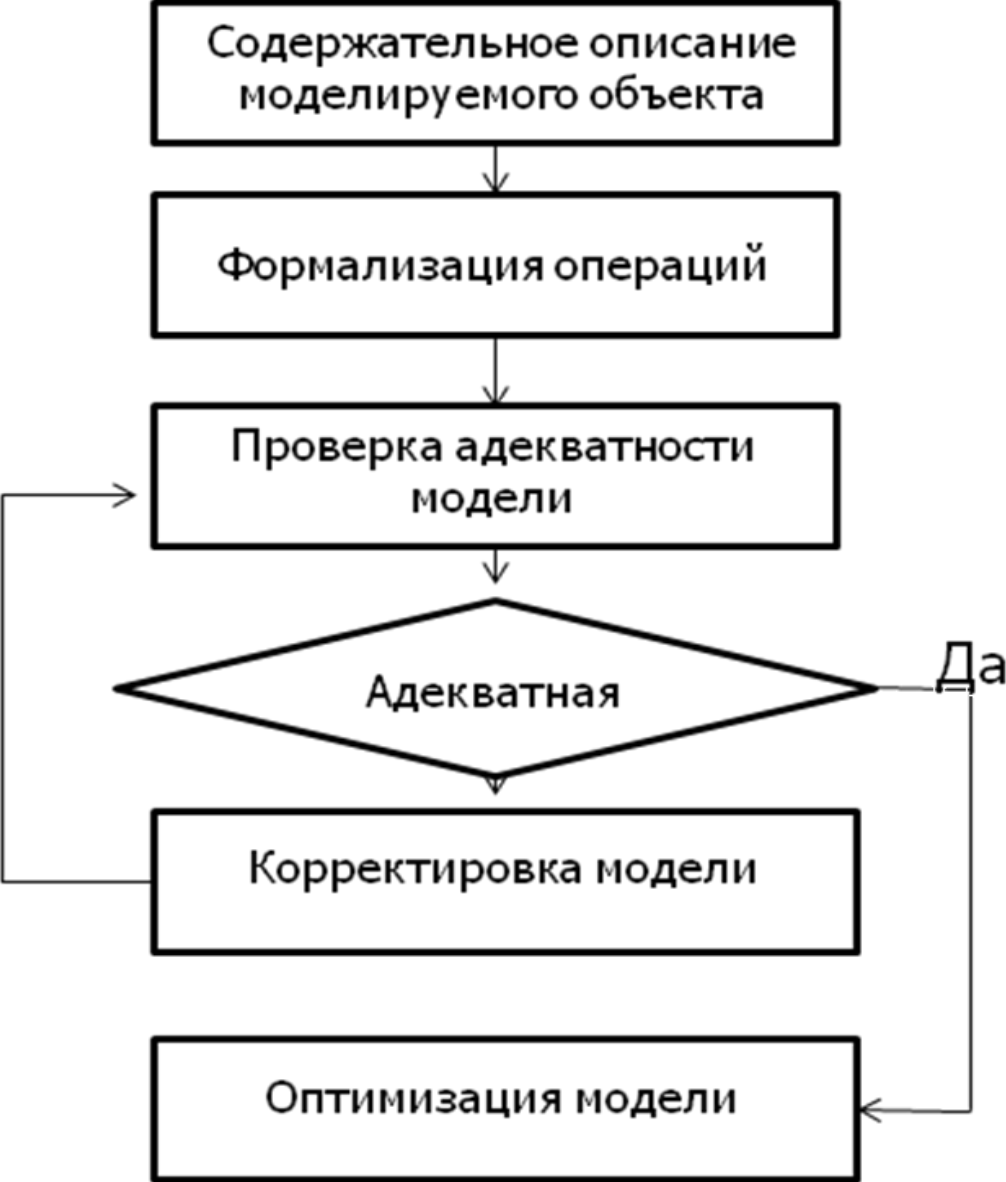 Содержательное описание
моделируемого объекта
Формализация операций
Проверка адекватности
модели
Адекватная
Да
Корректировка модели
Оптимизация модели